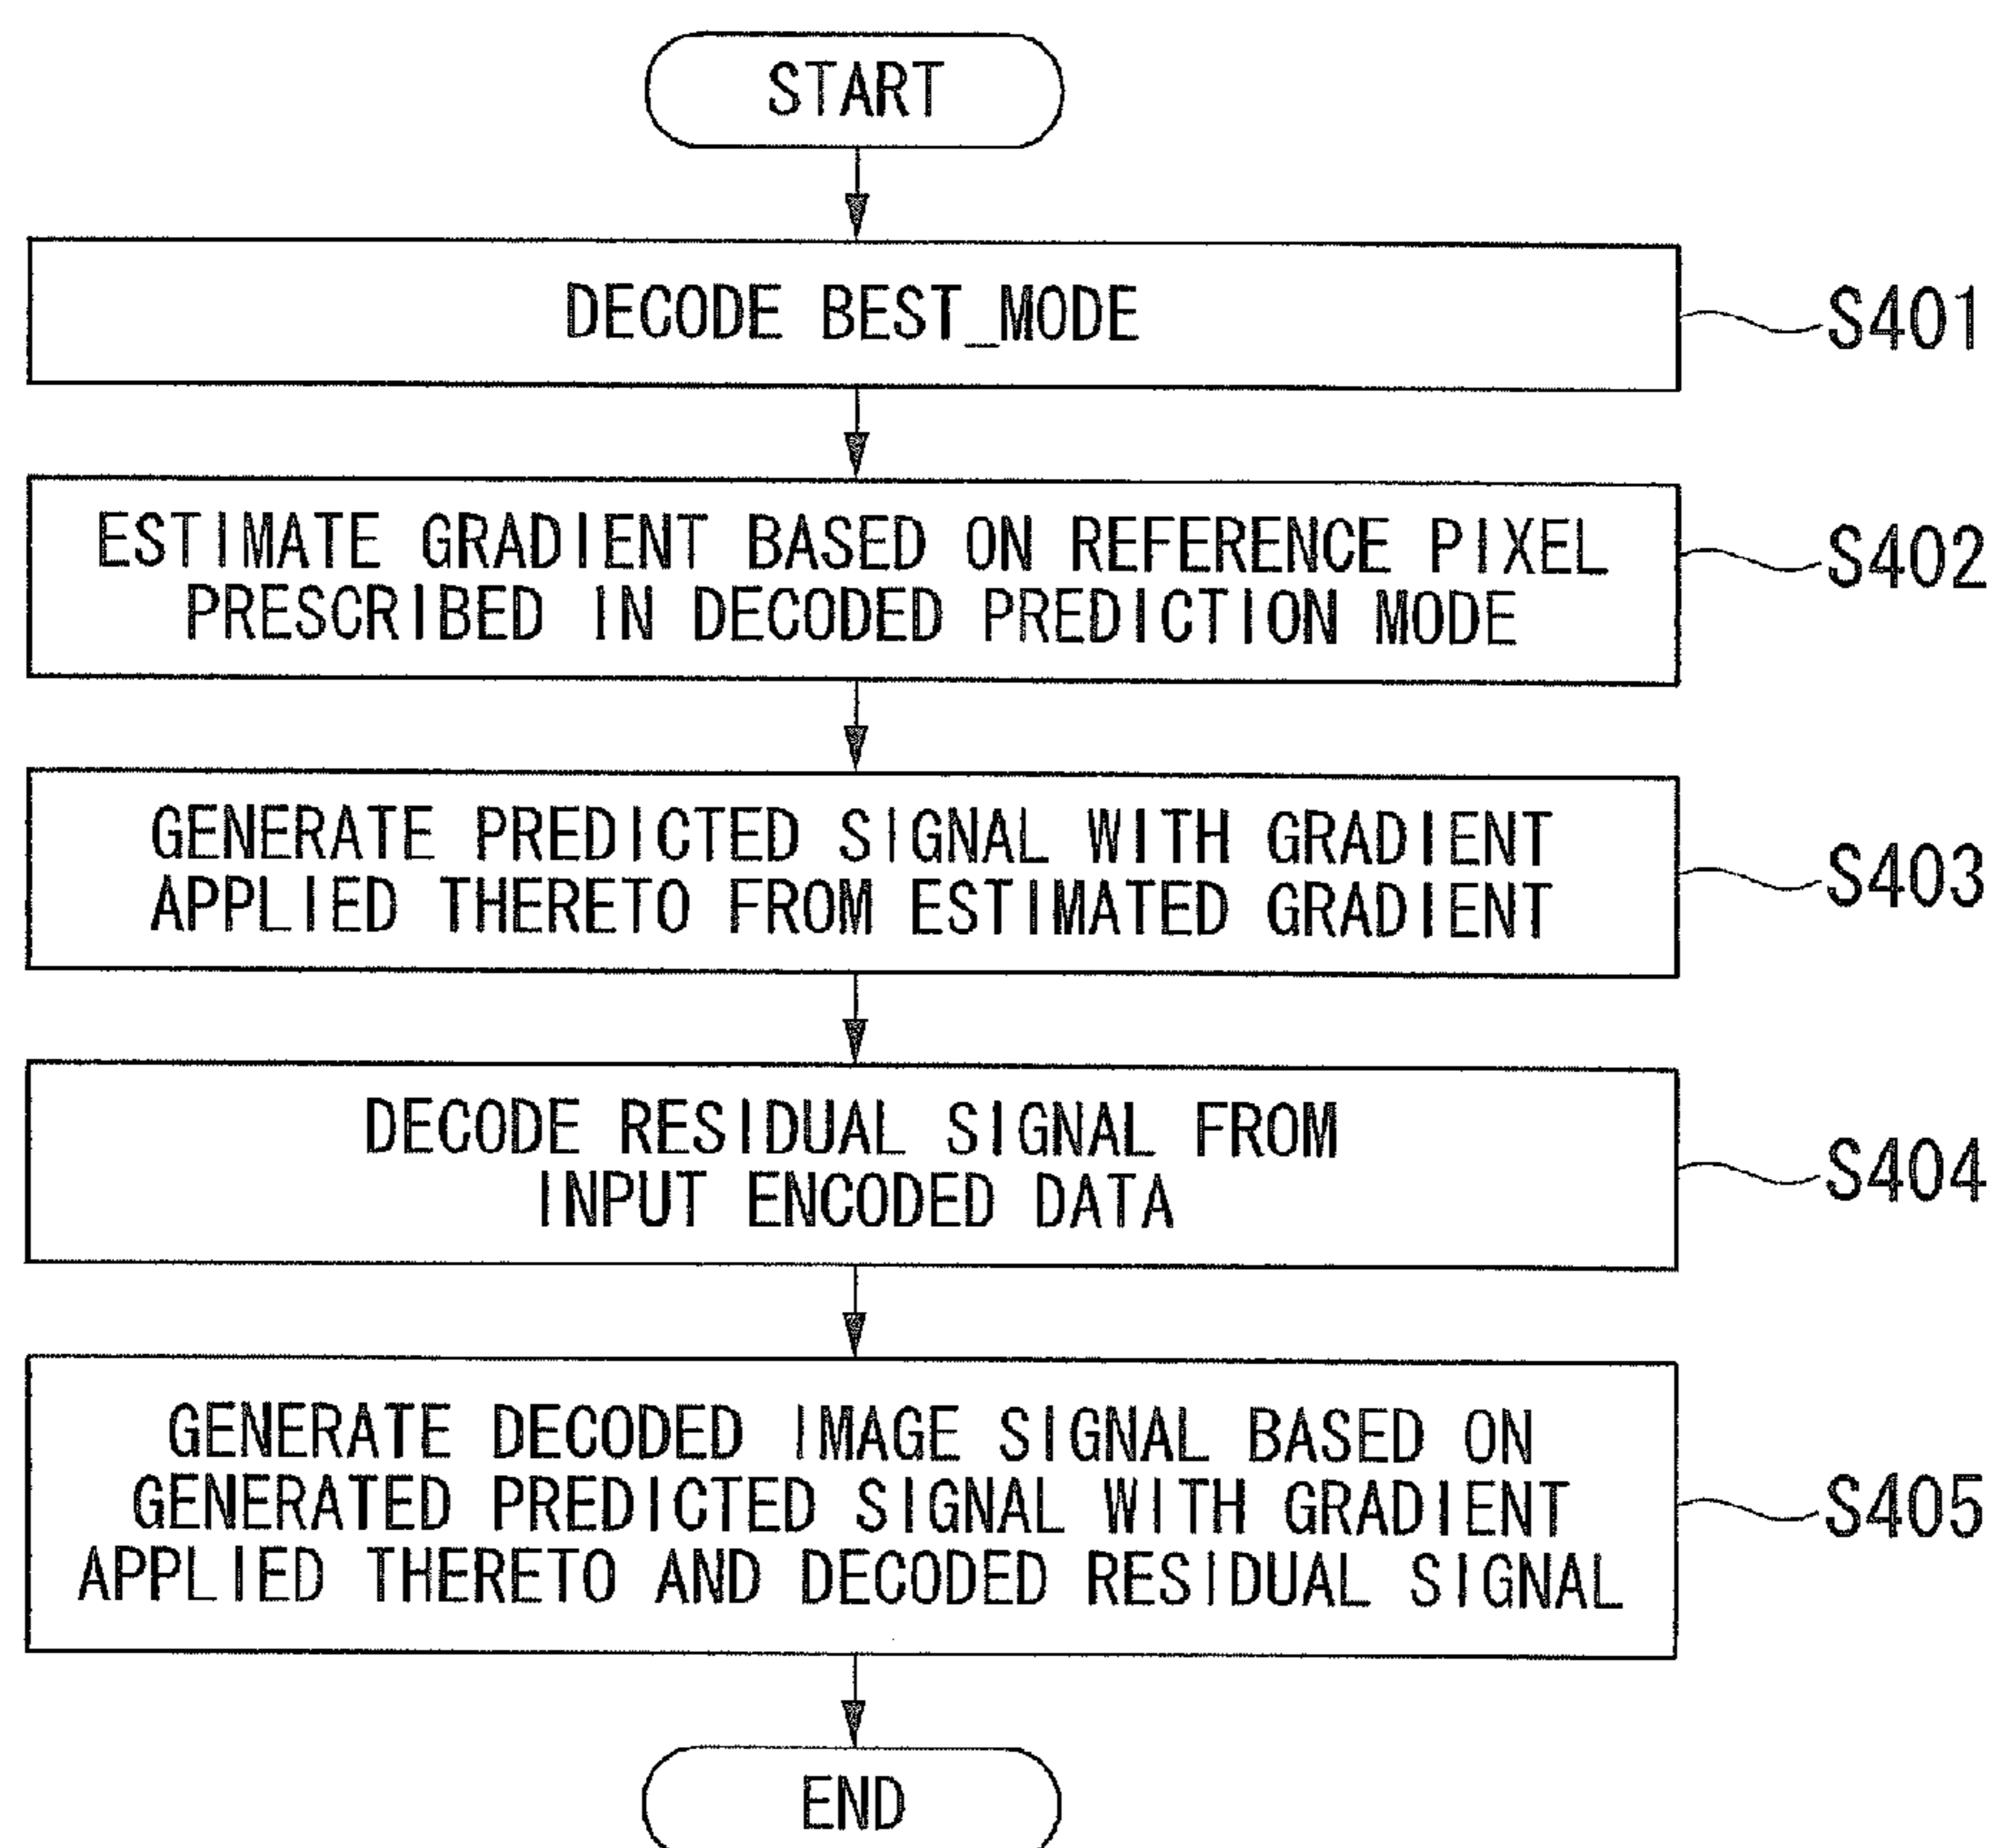 START
DECODE BEST_MODE
S401
ESTIMATE GRADIENT BASED ON REFERENCE PIXEL
PRESCRIBED IN DECODED PREDICTION MODE
S402
GENERATE PREDICTED SIGNAL WITH GRADIENT
APPLIED THERETO FROM ESTIMATED GRADIENT
S403
DECODE RESIDUAL SIGNAL FROM
INPUT ENCODED DATA
S404
GENERATE DECODED IMAGE SIGNAL BASED ON
GENERATED PREDICTED SIGNAL WITH GRADIENT
APPLIED THERETO AND DECODED RESIDUAL SIGNAL
S405
END